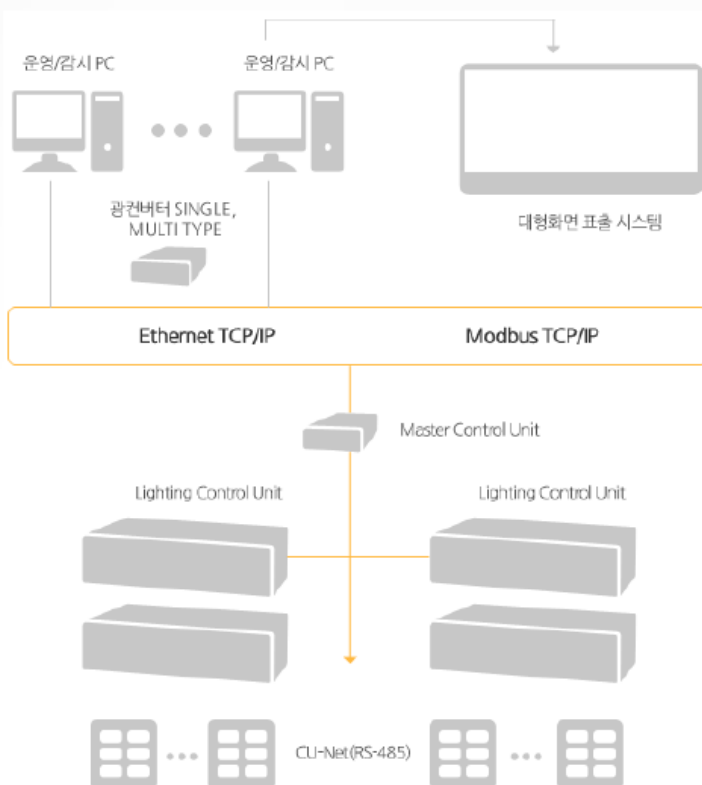 운영/감시 PC
운영/감시 PC
광컨버터 SINGLE,
MULTI TYPE
대형화면 표출 시스템
Ethernet TCP/IP
Modbus TCP/IP
Master Control Unit
Lighting Control Unit
Lighting Control Unit
CU-Net(RS-485)